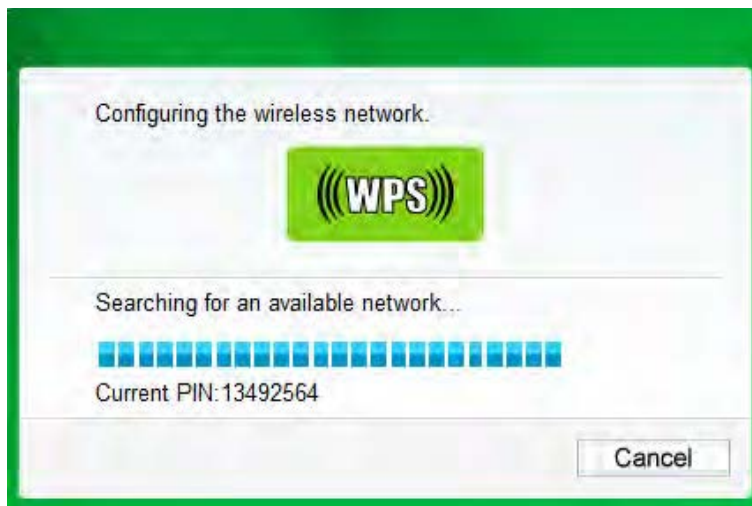 Configuring the wireless network.
(((WPS)))
Searching for an available network...
Current PIN:13492564
Cancel